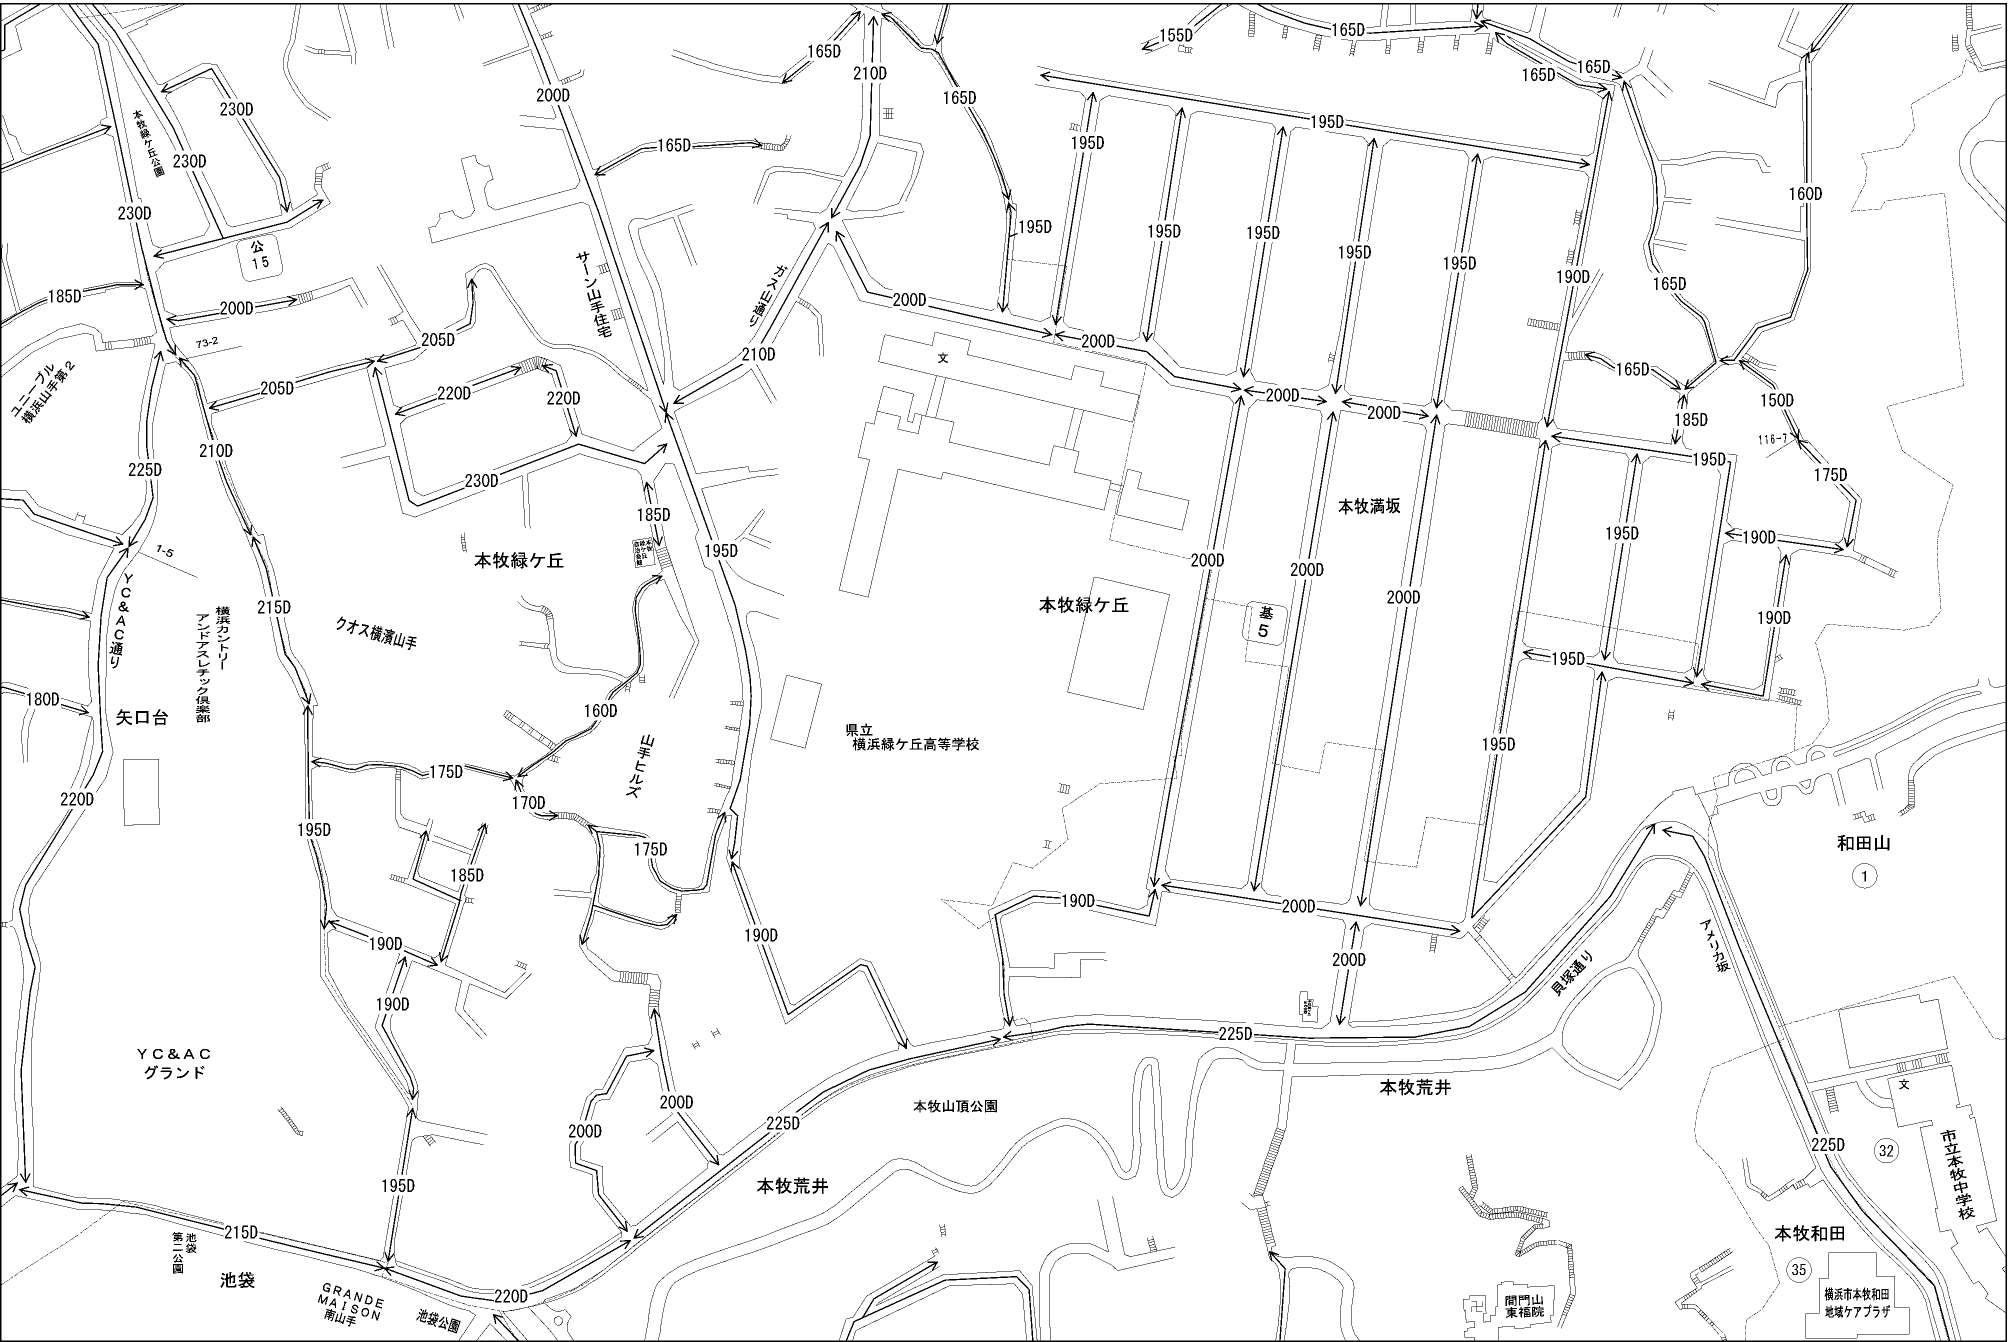 155D
165D
165D
165D
165D
210D
165D
200D
230D
195D
195D
165D
230D
本牧緑ケ丘公園
160D
230D
195D
195D
195D
195D
195D
195D
公
15
190D
165D
185D
200D
サーン山手住宅
ガス山通り
200D
73-2
205D
210D
200D
165D
ユニーブル
横浜山手第2
205D
220D
220D
200D
200D
150D
185D
116-7
210D
225D
230D
195D
175D
185D
本牧満坂
195D
190D
1-5
本牧緑ケ丘
195D
200D
200D
200D
YC&AC通り
215D
横浜カントリー
アンドアスレチック倶楽部
クオス横濱山手
本牧緑ケ丘
基
5
190D
195D
180D
矢口台
160D
山手ヒルズ
県立
横浜緑ケ丘高等学校
195D
175D
170D
220D
195D
175D
和田山
1
185D
190D
200D
190D
190D
アメリカ坂
200D
貝塚通り
190D
225D
YC&AC
グランド
本牧荒井
文
文
200D
本牧山頂公園
225D
200D
225D
32
市立本牧中学校
195D
本牧荒井
215D
池袋
第二公園
本牧和田
35
池袋
GRANDE
MAISON
南山手
220D
池袋公園
間門山
東福院
横浜市本牧和田
地域ケアプラザ